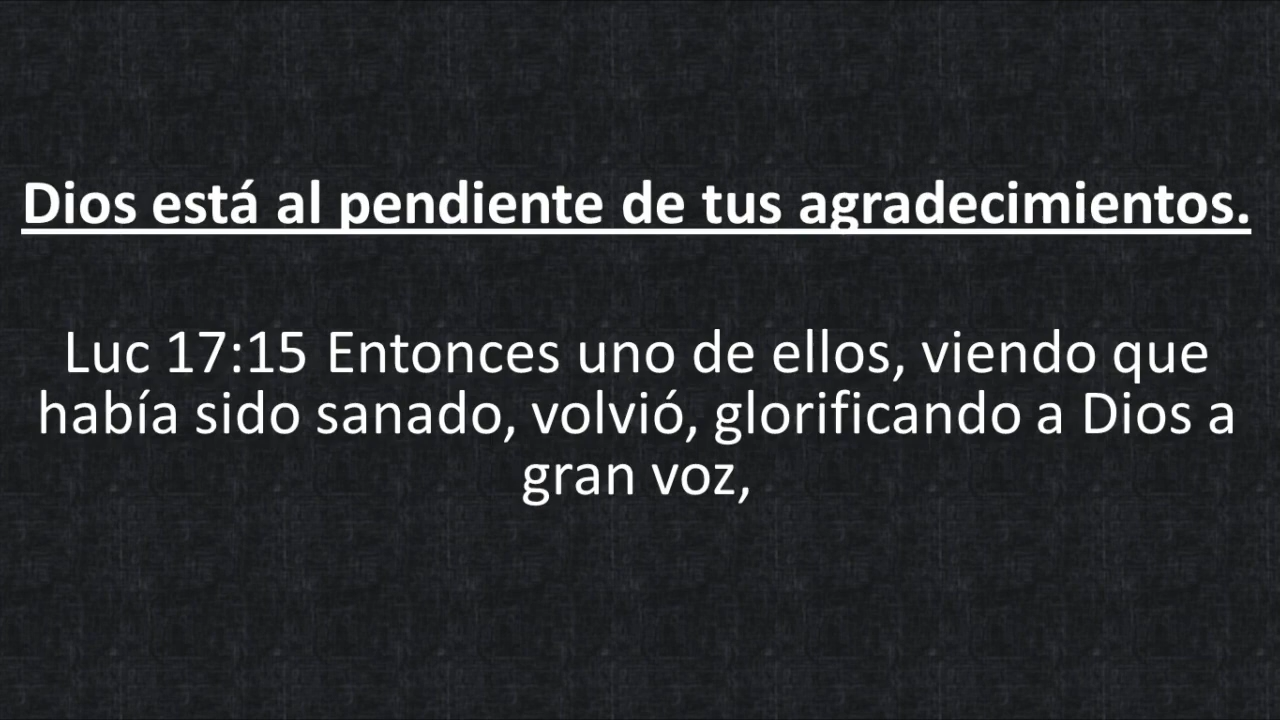 Dios está al pendiente de tus agradecimientos.
Luc 17:15 Entonces uno de ellos, viendo que
había sido sanado, volvió, glorificando a Dios a
gran voz,